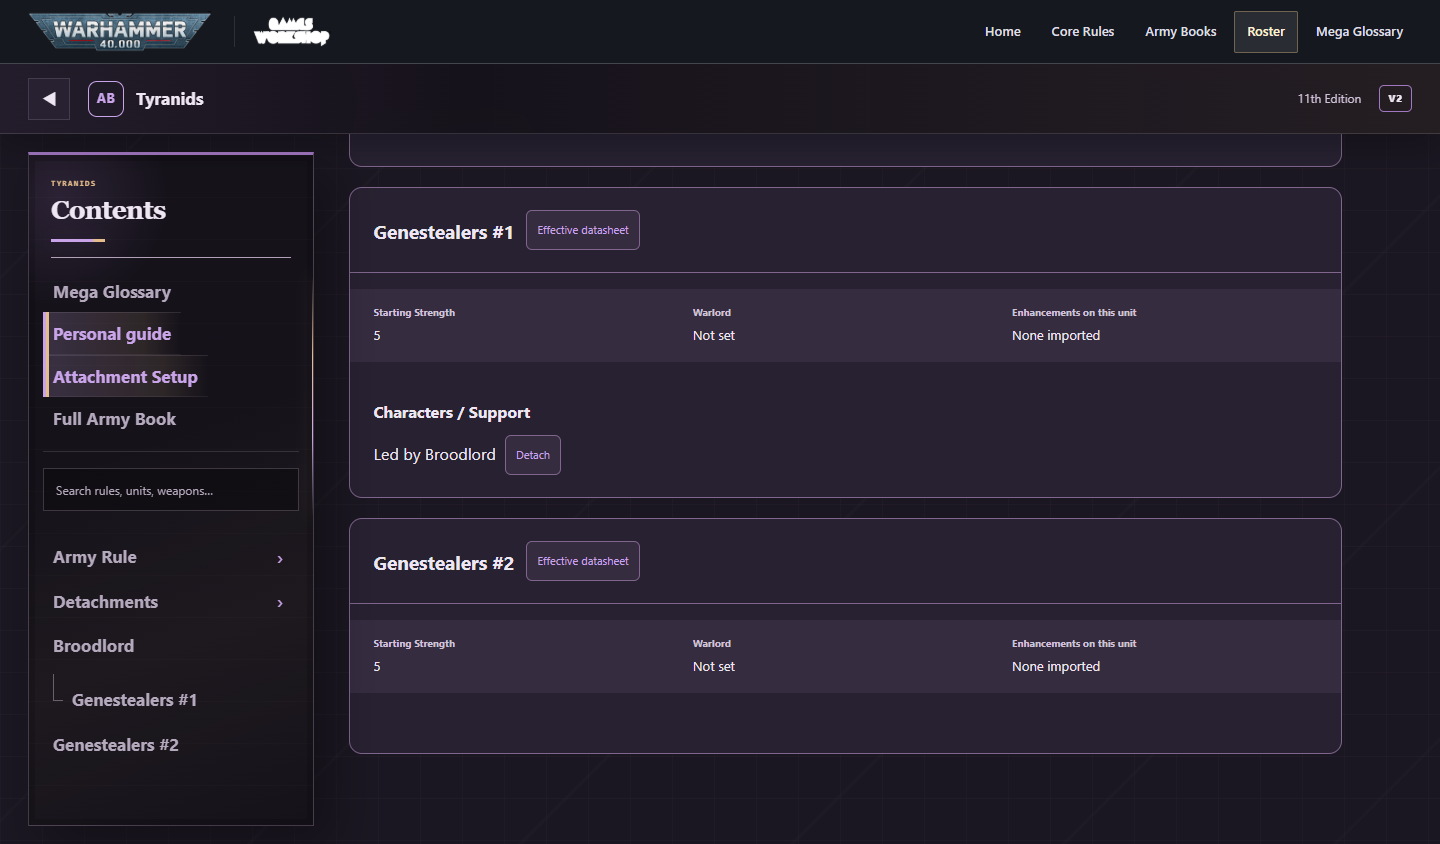 WARHAMMER
40,000
GAMES
WORKSHOP
Home
Core Rules
Army Books
Roster
Mega Glossary
◀
AB
Tyranids
11th Edition
V2
TYRANIDS
Contents
Mega Glossary
Personal guide
Attachment Setup
Full Army Book
Search rules, units, weapons...
Army Rule ›
Detachments ›
Broodlord
Genestealers #1
Genestealers #2
Genestealers #1
Effective datasheet
Starting Strength
Warlord
Enhancements on this unit
5
Not set
None imported
Characters / Support
Led by Broodlord
Detach
Genestealers #2
Effective datasheet
Starting Strength
Warlord
Enhancements on this unit
5
Not set
None imported